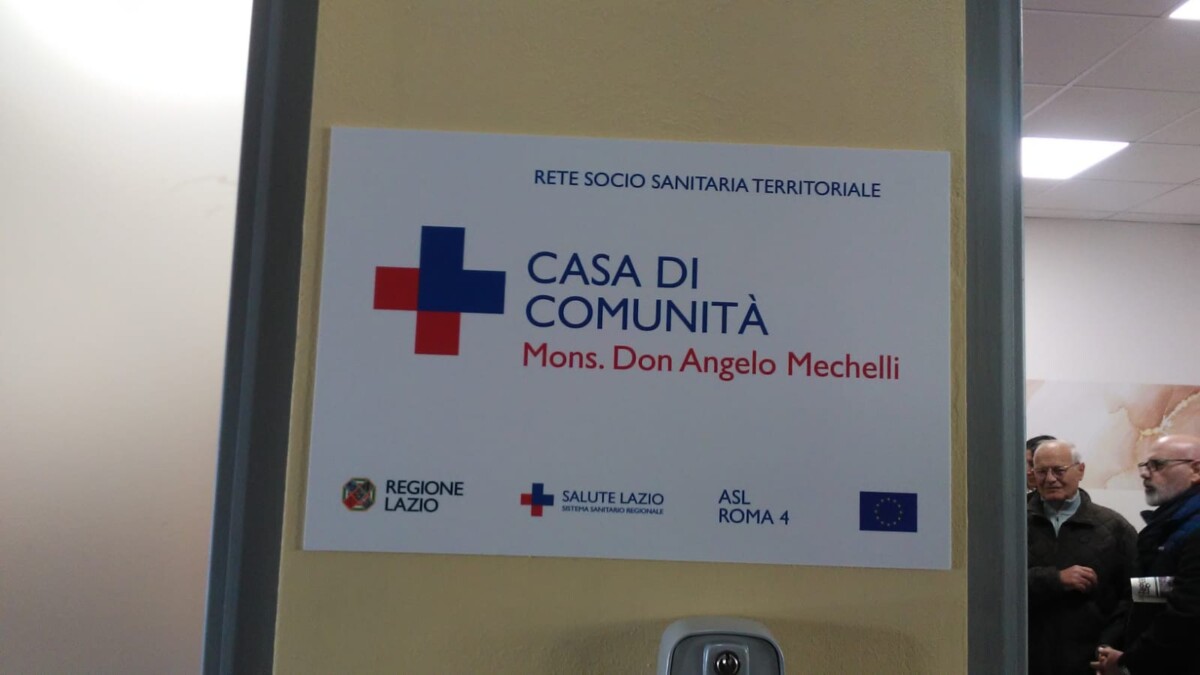 RETE SOCIO SANITARIA TERRITORIALE
CASA DI
COMUNITÀ
Mons. Don Angelo Mechelli
REGIONE
LAZIO
SALUTE LAZIO
SISTEMA SANITARIO REGIONALE
ASL
ROMA 4